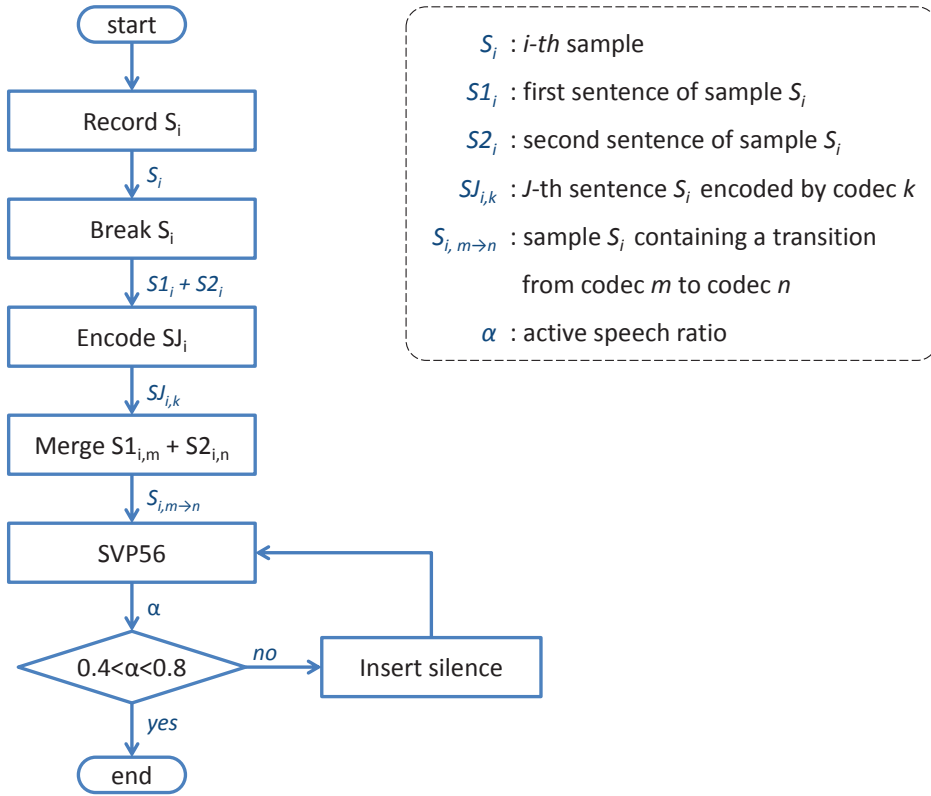 start
Record Sᵢ
Sᵢ
Break Sᵢ
S1ᵢ + S2ᵢ
Encode SJᵢ
SJᵢ,ₖ
Merge S1ᵢ,ₘ + S2ᵢ,ₙ
Sᵢ,ₘ→ₙ
SVP56
α
0.4<α<0.8
no
Insert silence
yes
end
Sᵢ : i-th sample
S1ᵢ : first sentence of sample Sᵢ
S2ᵢ : second sentence of sample Sᵢ
SJᵢ,ₖ : J-th sentence Sᵢ encoded by codec k
Sᵢ, ₘ→ₙ : sample Sᵢ containing a transition
from codec m to codec n
α : active speech ratio